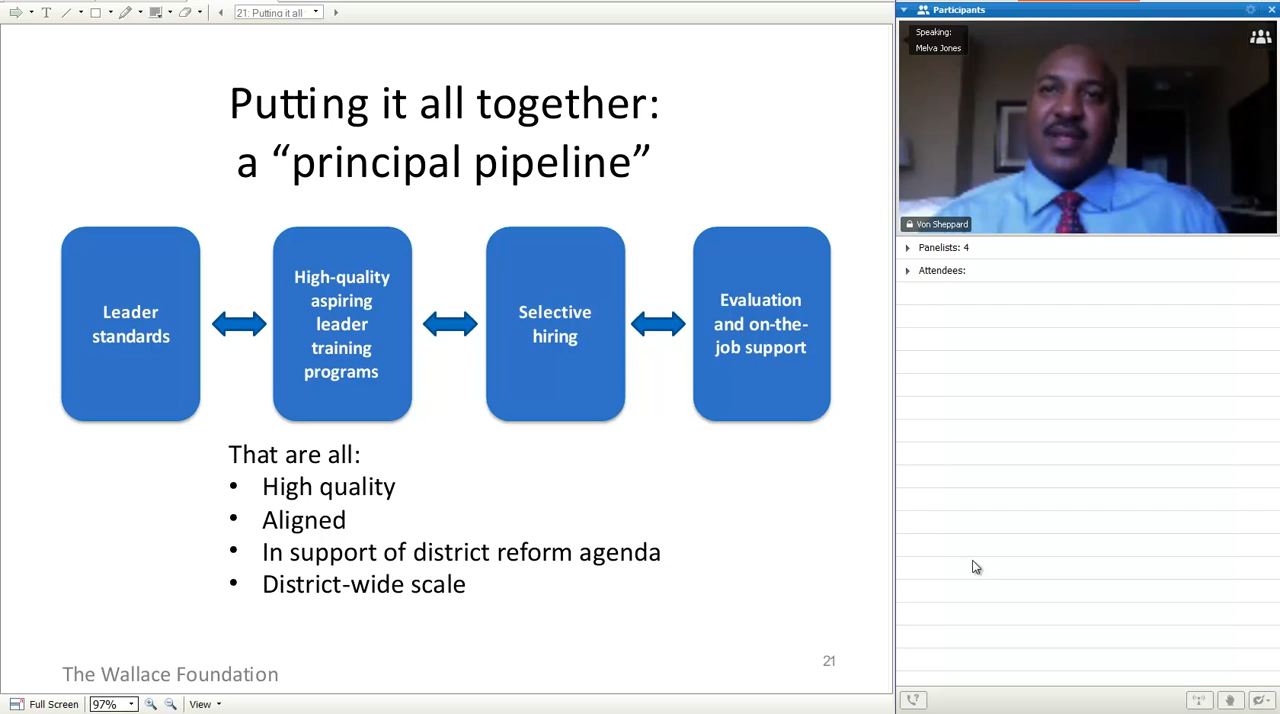 21: Putting it all
Participants
Speaking:
Melva Jones
Von Sheppard
Panelists: 4
Attendees:
Putting it all together:
a “principal pipeline”
Leader
standards
High-quality
aspiring
leader
training
programs
Selective
hiring
Evaluation
and on-the-
job support
That are all:
• High quality
• Aligned
• In support of district reform agenda
• District-wide scale
The Wallace Foundation
21
Full Screen
97%
View